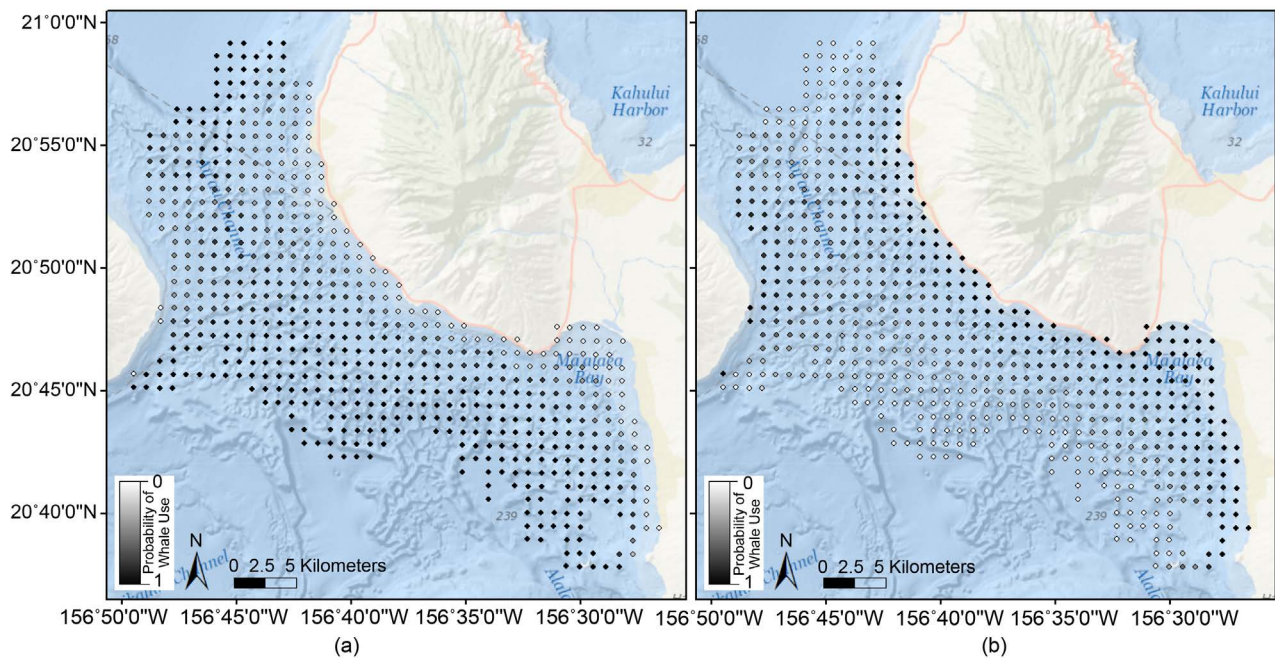 21°0'0"N
20°55'0"N
20°50'0"N
20°45'0"N
20°40'0"N
Kahului
Harbor
32
Channel
Maalaea
Bay
239
0
Probability of
Whale Use
1
N
0 2.5 5 Kilometers
Channel
156°50'0"W 156°45'0"W 156°40'0"W 156°35'0"W 156°30'0"W
(a)
Kahului
Harbor
32
Channel
Maalaea
Bay
239
0
Probability of
Whale Use
1
N
0 2.5 5 Kilometers
Channel
156°50'0"W 156°45'0"W 156°40'0"W 156°35'0"W 156°30'0"W
(b)